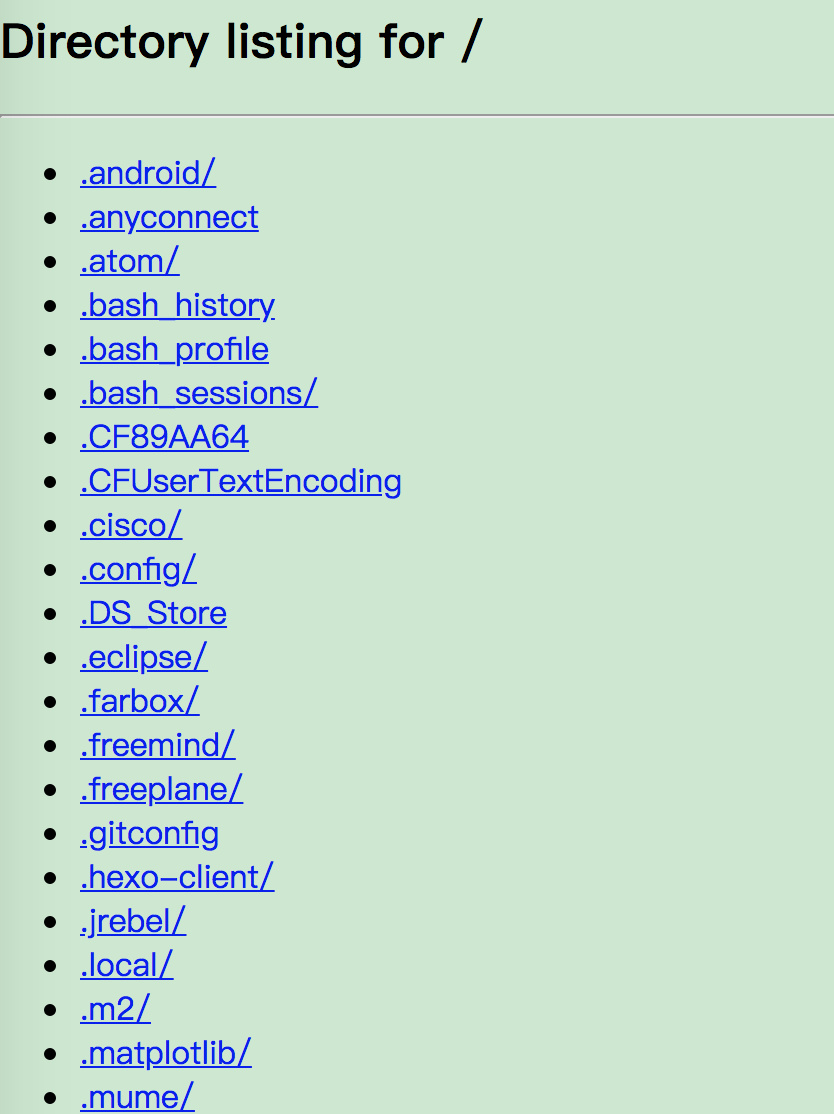 Directory listing for /
.android/
.anyconnect
.atom/
.bash_history
.bash_profile
.bash_sessions/
.CF89AA64
.CFUserTextEncoding
.cisco/
.config/
.DS_Store
.eclipse/
.farbox/
.freemind/
.freeplane/
.gitconfig
.hexo-client/
.jrebel/
.local/
.m2/
.matplotlib/
.mume/